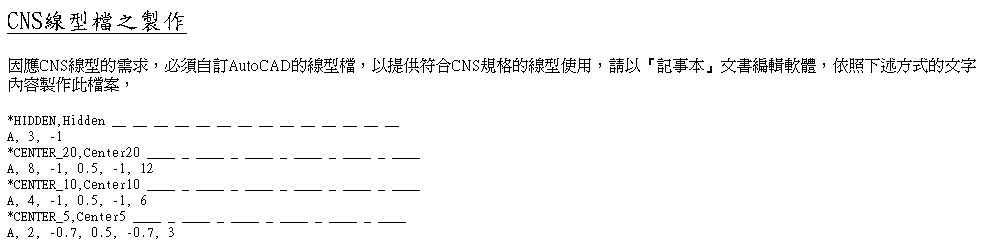 CNS線型檔之製作
因應CNS線型的需求，必須自訂AutoCAD的線型檔，以提供符合CNS規格的線型使用，請以『記事本』文書編輯軟體，依照下述方式的文字
內容製作此檔案，
*HIDDEN,Hidden __ __ __ __ __ __ __ __ __ __ __ __ __ __
A, 3, -1
*CENTER_20,Center20 ____ _ ____ _ ____ _ ____ _ ____ _ ____
A, 8, -1, 0.5, -1, 12
*CENTER_10,Center10 ____ _ ____ _ ____ _ ____ _ ____ _ ____
A, 4, -1, 0.5, -1, 6
*CENTER_5,Center5 ____ _ ____ _ ____ _ ____ _ ____ _ ____
A, 2, -0.7, 0.5, -0.7, 3